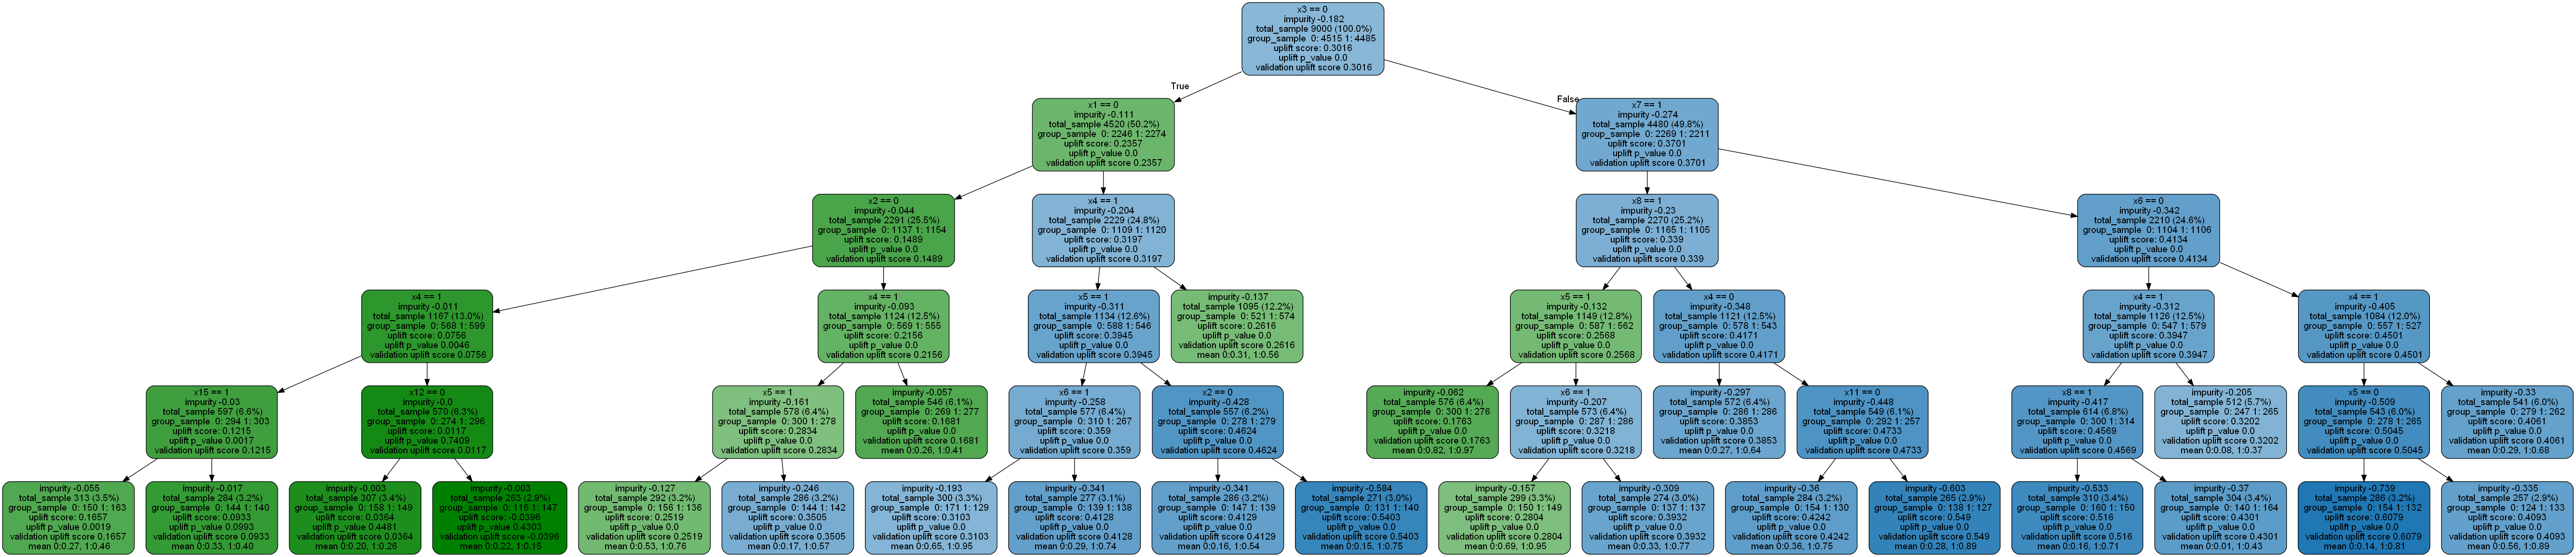 x3 == 0
impurity -0.182
total_sample 9000 (100.0%)
group_sample 0: 4515 1: 4485
uplift score: 0.3016
uplift p_value 0.0
validation uplift score 0.3016
True
False
x1 == 0
impurity -0.111
total_sample 4520 (50.2%)
group_sample 0: 2246 1: 2274
uplift score: 0.2357
uplift p_value 0.0
validation uplift score 0.2357
x7 == 1
impurity -0.274
total_sample 4480 (49.8%)
group_sample 0: 2269 1: 2211
uplift score: 0.3701
uplift p_value 0.0
validation uplift score 0.3701
x2 == 0
impurity -0.044
total_sample 2291 (25.5%)
group_sample 0: 1137 1: 1154
uplift score: 0.1489
uplift p_value 0.0
validation uplift score 0.1489
x4 == 1
impurity -0.204
total_sample 2229 (24.8%)
group_sample 0: 1109 1: 1120
uplift score: 0.3197
uplift p_value 0.0
validation uplift score 0.3197
x8 == 1
impurity -0.23
total_sample 2270 (25.2%)
group_sample 0: 1165 1: 1105
uplift score: 0.339
uplift p_value 0.0
validation uplift score 0.339
x6 == 0
impurity -0.342
total_sample 2210 (24.6%)
group_sample 0: 1104 1: 1106
uplift score: 0.4134
uplift p_value 0.0
validation uplift score 0.4134
x4 == 1
impurity -0.011
total_sample 1167 (13.0%)
group_sample 0: 568 1: 599
uplift score: 0.0756
uplift p_value 0.0046
validation uplift score 0.0756
x4 == 1
impurity -0.093
total_sample 1124 (12.5%)
group_sample 0: 569 1: 555
uplift score: 0.2156
uplift p_value 0.0
validation uplift score 0.2156
x5 == 1
impurity -0.311
total_sample 1134 (12.6%)
group_sample 0: 588 1: 546
uplift score: 0.3945
uplift p_value 0.0
validation uplift score 0.3945
impurity -0.137
total_sample 1095 (12.2%)
group_sample 0: 521 1: 574
uplift score: 0.2616
uplift p_value 0.0
validation uplift score 0.2616
mean 0:0.31, 1:0.56
x5 == 1
impurity -0.132
total_sample 1149 (12.8%)
group_sample 0: 587 1: 562
uplift score: 0.2568
uplift p_value 0.0
validation uplift score 0.2568
x4 == 0
impurity -0.348
total_sample 1121 (12.5%)
group_sample 0: 578 1: 543
uplift score: 0.4171
uplift p_value 0.0
validation uplift score 0.4171
x4 == 1
impurity -0.312
total_sample 1126 (12.5%)
group_sample 0: 547 1: 579
uplift score: 0.3947
uplift p_value 0.0
validation uplift score 0.3947
x4 == 1
impurity -0.405
total_sample 1084 (12.0%)
group_sample 0: 557 1: 527
uplift score: 0.4501
uplift p_value 0.0
validation uplift score 0.4501
x15 == 1
impurity -0.03
total_sample 597 (6.6%)
group_sample 0: 294 1: 303
uplift score: 0.1215
uplift p_value 0.0017
validation uplift score 0.1215
x12 == 0
impurity -0.0
total_sample 570 (6.3%)
group_sample 0: 274 1: 296
uplift score: 0.0117
uplift p_value 0.7409
validation uplift score 0.0117
x5 == 1
impurity -0.161
total_sample 578 (6.4%)
group_sample 0: 300 1: 278
uplift score: 0.2834
uplift p_value 0.0
validation uplift score 0.2834
impurity -0.057
total_sample 546 (6.1%)
group_sample 0: 269 1: 277
uplift score: 0.1681
uplift p_value 0.0
validation uplift score 0.1681
mean 0:0.26, 1:0.41
x6 == 1
impurity -0.258
total_sample 577 (6.4%)
group_sample 0: 310 1: 267
uplift score: 0.359
uplift p_value 0.0
validation uplift score 0.359
x2 == 0
impurity -0.428
total_sample 557 (6.2%)
group_sample 0: 278 1: 279
uplift score: 0.4624
uplift p_value 0.0
validation uplift score 0.4624
impurity -0.062
total_sample 576 (6.4%)
group_sample 0: 300 1: 276
uplift score: 0.1763
uplift p_value 0.0
validation uplift score 0.1763
mean 0:0.82, 1:0.97
x6 == 1
impurity -0.207
total_sample 573 (6.4%)
group_sample 0: 287 1: 286
uplift score: 0.3218
uplift p_value 0.0
validation uplift score 0.3218
impurity -0.297
total_sample 572 (6.4%)
group_sample 0: 286 1: 286
uplift score: 0.3853
uplift p_value 0.0
validation uplift score 0.3853
mean 0:0.27, 1:0.64
x11 == 0
impurity -0.448
total_sample 549 (6.1%)
group_sample 0: 292 1: 257
uplift score: 0.4733
uplift p_value 0.0
validation uplift score 0.4733
x8 == 1
impurity -0.417
total_sample 614 (6.8%)
group_sample 0: 300 1: 314
uplift score: 0.4569
uplift p_value 0.0
validation uplift score 0.4569
impurity -0.205
total_sample 512 (5.7%)
group_sample 0: 247 1: 265
uplift score: 0.3202
uplift p_value 0.0
validation uplift score 0.3202
mean 0:0.08, 1:0.37
x5 == 0
impurity -0.509
total_sample 543 (6.0%)
group_sample 0: 278 1: 265
uplift score: 0.5045
uplift p_value 0.0
validation uplift score 0.5045
impurity -0.33
total_sample 541 (6.0%)
group_sample 0: 279 1: 262
uplift score: 0.4061
uplift p_value 0.0
validation uplift score 0.4061
mean 0:0.29, 1:0.68
impurity -0.055
total_sample 313 (3.5%)
group_sample 0: 150 1: 163
uplift score: 0.1657
uplift p_value 0.0019
validation uplift score 0.1657
mean 0:0.27, 1:0.46
impurity -0.017
total_sample 284 (3.2%)
group_sample 0: 144 1: 140
uplift score: 0.0933
uplift p_value 0.0993
validation uplift score 0.0933
mean 0:0.33, 1:0.40
impurity -0.003
total_sample 307 (3.4%)
group_sample 0: 158 1: 149
uplift score: 0.0364
uplift p_value 0.4481
validation uplift score 0.0364
mean 0:0.20, 1:0.26
impurity -0.003
total_sample 263 (2.9%)
group_sample 0: 116 1: 147
uplift score: -0.0396
uplift p_value 0.4303
validation uplift score -0.0396
mean 0:0.22, 1:0.15
impurity -0.127
total_sample 292 (3.2%)
group_sample 0: 156 1: 136
uplift score: 0.2519
uplift p_value 0.0
validation uplift score 0.2519
mean 0:0.53, 1:0.76
impurity -0.246
total_sample 286 (3.2%)
group_sample 0: 144 1: 142
uplift score: 0.3505
uplift p_value 0.0
validation uplift score 0.3505
mean 0:0.17, 1:0.57
impurity -0.193
total_sample 300 (3.3%)
group_sample 0: 171 1: 129
uplift score: 0.3103
uplift p_value 0.0
validation uplift score 0.3103
mean 0:0.65, 1:0.95
impurity -0.341
total_sample 277 (3.1%)
group_sample 0: 139 1: 138
uplift score: 0.4128
uplift p_value 0.0
validation uplift score 0.4128
mean 0:0.29, 1:0.74
impurity -0.341
total_sample 286 (3.2%)
group_sample 0: 147 1: 139
uplift score: 0.4129
uplift p_value 0.0
validation uplift score 0.4129
mean 0:0.16, 1:0.54
impurity -0.584
total_sample 271 (3.0%)
group_sample 0: 131 1: 140
uplift score: 0.5403
uplift p_value 0.0
validation uplift score 0.5403
mean 0:0.15, 1:0.75
impurity -0.157
total_sample 299 (3.3%)
group_sample 0: 150 1: 149
uplift score: 0.2804
uplift p_value 0.0
validation uplift score 0.2804
mean 0:0.69, 1:0.95
impurity -0.309
total_sample 274 (3.0%)
group_sample 0: 137 1: 137
uplift score: 0.3932
uplift p_value 0.0
validation uplift score 0.3932
mean 0:0.33, 1:0.77
impurity -0.36
total_sample 284 (3.2%)
group_sample 0: 154 1: 130
uplift score: 0.4242
uplift p_value 0.0
validation uplift score 0.4242
mean 0:0.36, 1:0.75
impurity -0.603
total_sample 265 (2.9%)
group_sample 0: 138 1: 127
uplift score: 0.549
uplift p_value 0.0
validation uplift score 0.549
mean 0:0.28, 1:0.89
impurity -0.533
total_sample 310 (3.4%)
group_sample 0: 160 1: 150
uplift score: 0.516
uplift p_value 0.0
validation uplift score 0.516
mean 0:0.16, 1:0.71
impurity -0.37
total_sample 304 (3.4%)
group_sample 0: 140 1: 164
uplift score: 0.4301
uplift p_value 0.0
validation uplift score 0.4301
mean 0:0.01, 1:0.43
impurity -0.739
total_sample 286 (3.2%)
group_sample 0: 154 1: 132
uplift score: 0.6079
uplift p_value 0.0
validation uplift score 0.6079
mean 0:0.14, 1:0.81
impurity -0.335
total_sample 257 (2.9%)
group_sample 0: 124 1: 133
uplift score: 0.4093
uplift p_value 0.0
validation uplift score 0.4093
mean 0:0.56, 1:0.89